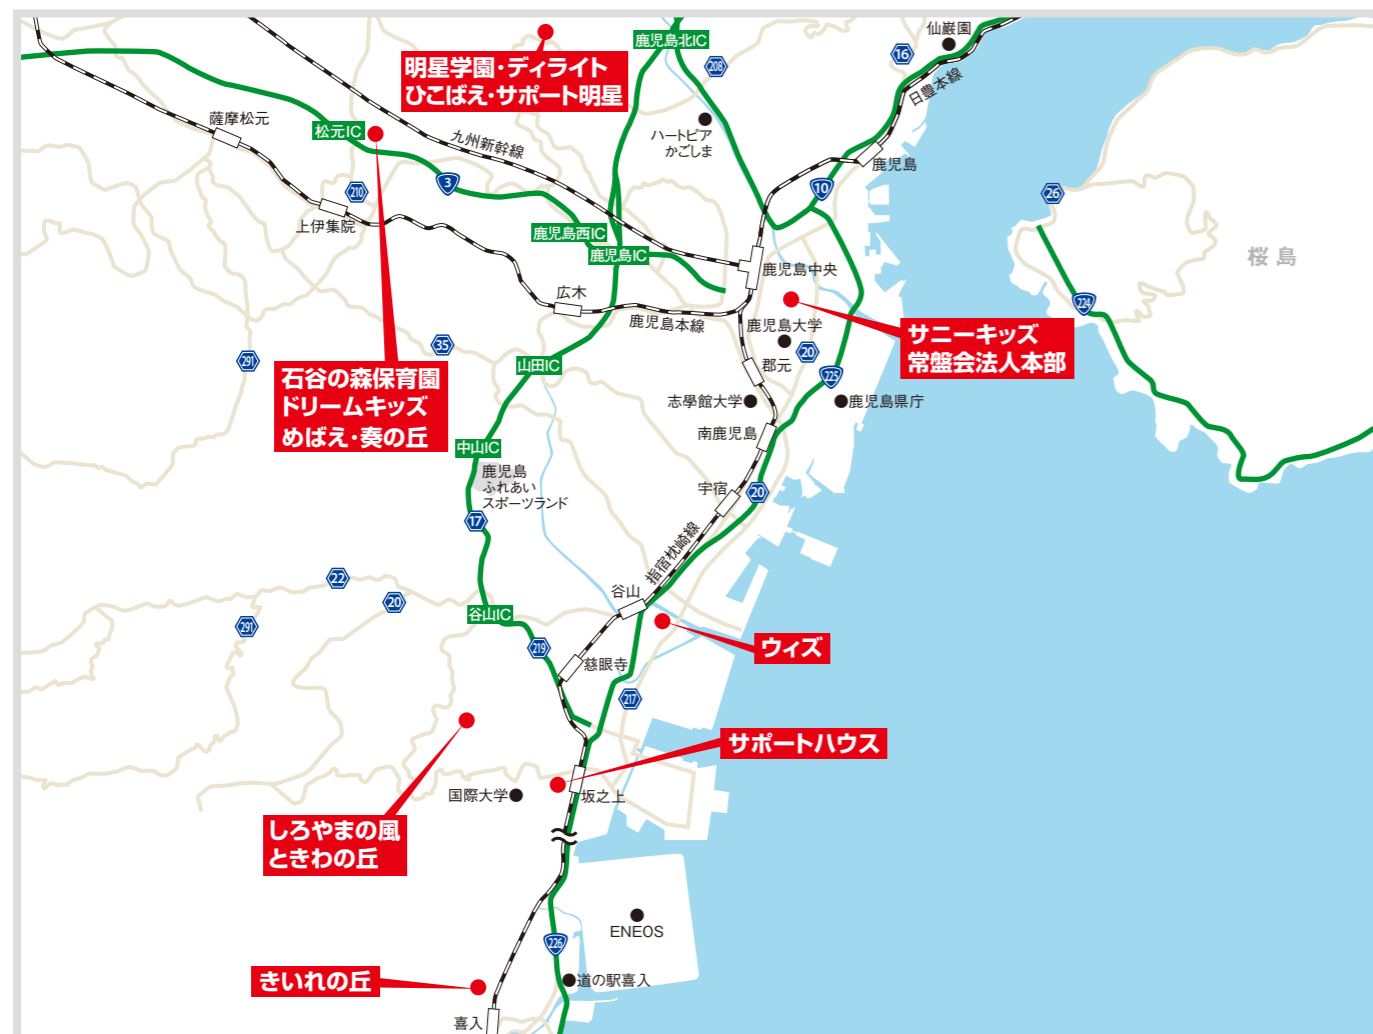 仙巌園
鹿児島北IC
16
明星学園・ディライト
ひこばえ・サポート明星
208
日豊本線
薩摩松元
松元IC
九州新幹線
ハートピア
かごしま
鹿児島
3
10
26
210
上伊集院
鹿児島西IC
鹿児島IC
桜島
鹿児島中央
広木
鹿児島本線
224
鹿児島大学
サニーキッズ
常盤会法人本部
35
20
291
山田IC
郡元
225
石谷の森保育園
ドリームキッズ
めばえ・奏の丘
志學館大学
鹿児島県庁
南鹿児島
中山IC
鹿児島
ふれあい
スポーツランド
宇宿
20
17
指宿枕崎線
22
20
谷山
谷山IC
291
219
ウィズ
慈眼寺
217
サポートハウス
国際大学
坂之上
しろやまの風
ときわの丘
ENEOS
226
きいれの丘
道の駅喜入
喜入